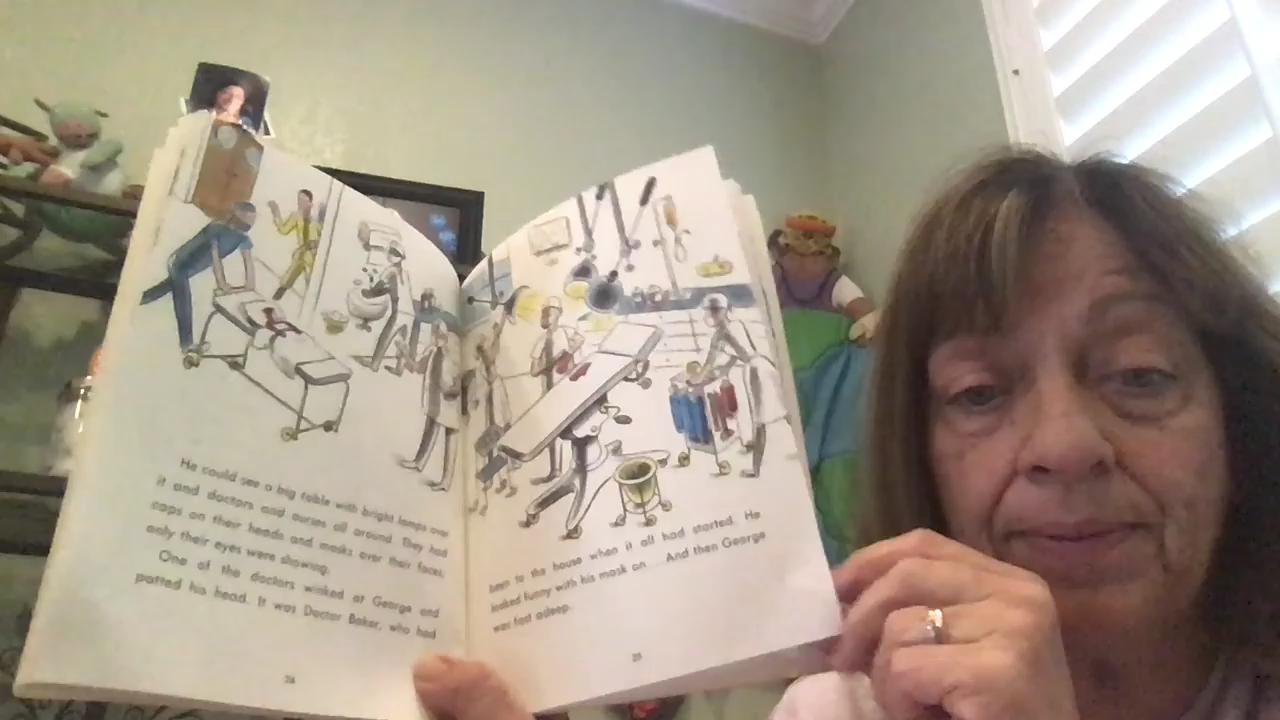 He could see a big table with bright lamps over
it and doctors and nurses all around. They had
caps on their heads and masks over their faces;
only their eyes were showing.
One of the doctors winked at George and
patted his head. It was Doctor Baker, who had
24
been to the house when it all had started. He
looked funny with his mask on . . . And then George
was fast asleep.
25